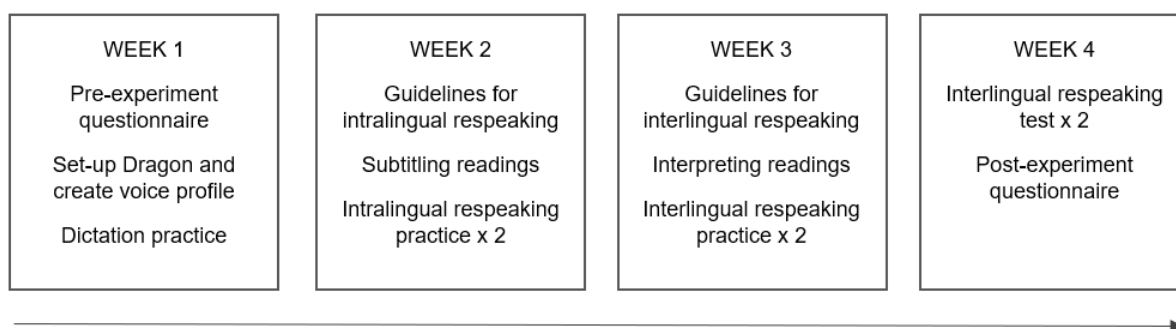 WEEK 1
Pre-experiment
questionnaire
Set-up Dragon and
create voice profile
Dictation practice
WEEK 2
Guidelines for
intralingual respeaking
Subtitling readings
Intralingual respeaking
practice x 2
WEEK 3
Guidelines for
interlingual respeaking
Interpreting readings
Interlingual respeaking
practice x 2
WEEK 4
Interlingual respeaking
test x 2
Post-experiment
questionnaire